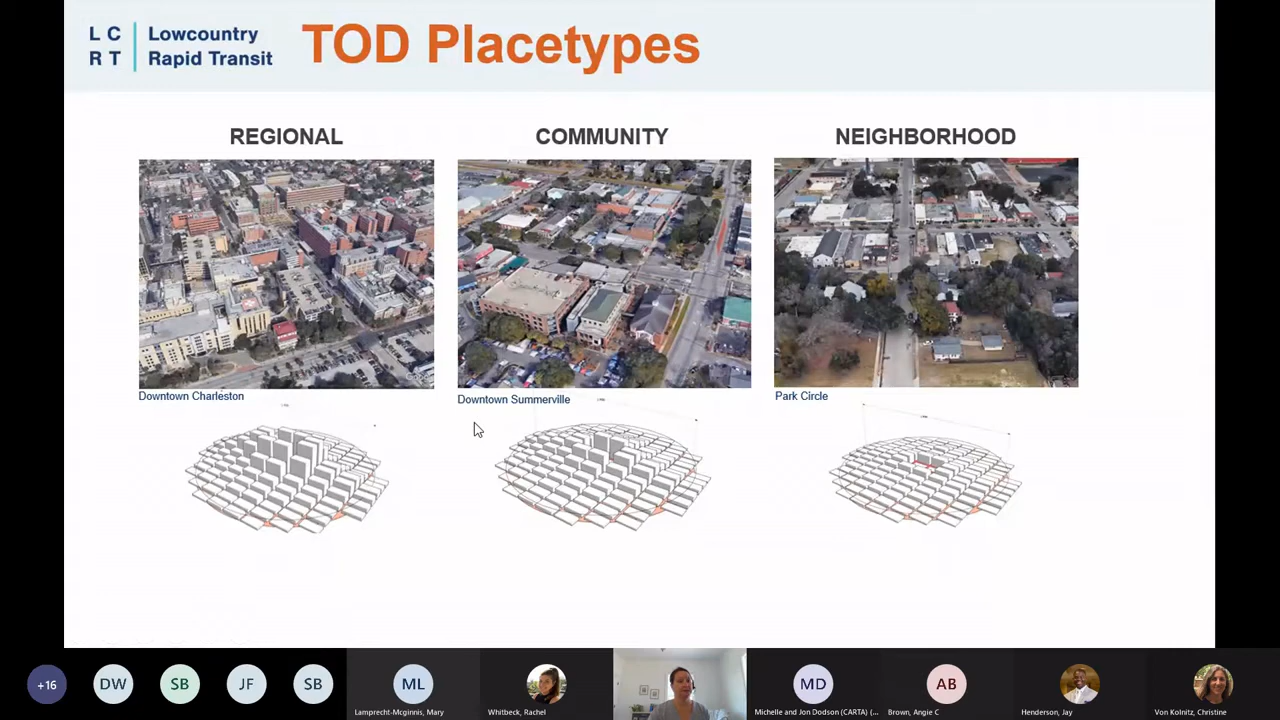 L C
R T
Lowcountry
Rapid Transit
TOD Placetypes
REGIONAL
COMMUNITY
NEIGHBORHOOD
Downtown Charleston
Downtown Summerville
Park Circle
+16
DW
SB
JF
SB
ML
MD
AB
Lamprecht-Mcginnis, Mary
Whitbeck, Rachel
Michelle and Jon Dodson (CARTA) (...
Brown, Angie C
Henderson, Jay
Von Kolnitz, Christine